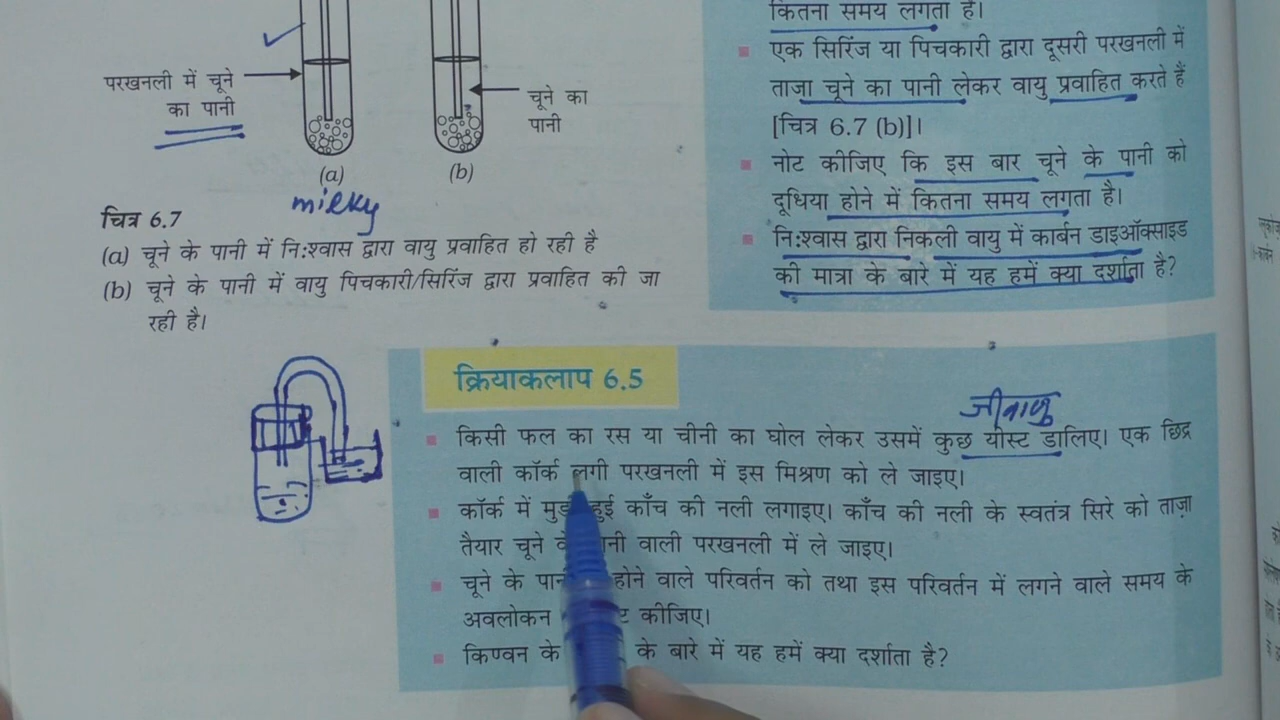 परखनली में चूने
का पानी
चूने का
पानी
(a)
(b)
milky
चित्र 6.7
(a) चूने के पानी में नि:श्वास द्वारा वायु प्रवाहित हो रही है
(b) चूने के पानी में वायु पिचकारी/सिरिंज द्वारा प्रवाहित की जा
रही है।
कितना समय लगता है।
एक सिरिंज या पिचकारी द्वारा दूसरी परखनली में
ताजा चूने का पानी लेकर वायु प्रवाहित करते हैं
[चित्र 6.7 (b)]।
नोट कीजिए कि इस बार चूने के पानी को
दूधिया होने में कितना समय लगता है।
नि:श्वास द्वारा निकली वायु में कार्बन डाइऑक्साइड
की मात्रा के बारे में यह हमें क्या दर्शाता है?
क्रियाकलाप 6.5
जीवाणु
किसी फल का रस या चीनी का घोल लेकर उसमें कुछ यीस्ट डालिए। एक छिद्र
वाली कॉर्क लगी परखनली में इस मिश्रण को ले जाइए।
कॉर्क में हुई काँच की नली लगाइए। काँच की नली के स्वतंत्र सिरे को ताज़ा
तैयार चूने वाली परखनली में ले जाइए।
चूने के होने वाले परिवर्तन को तथा इस परिवर्तन में लगने वाले समय के
अवलोकन कीजिए।
किण्वन के के बारे में यह हमें क्या दर्शाता है?